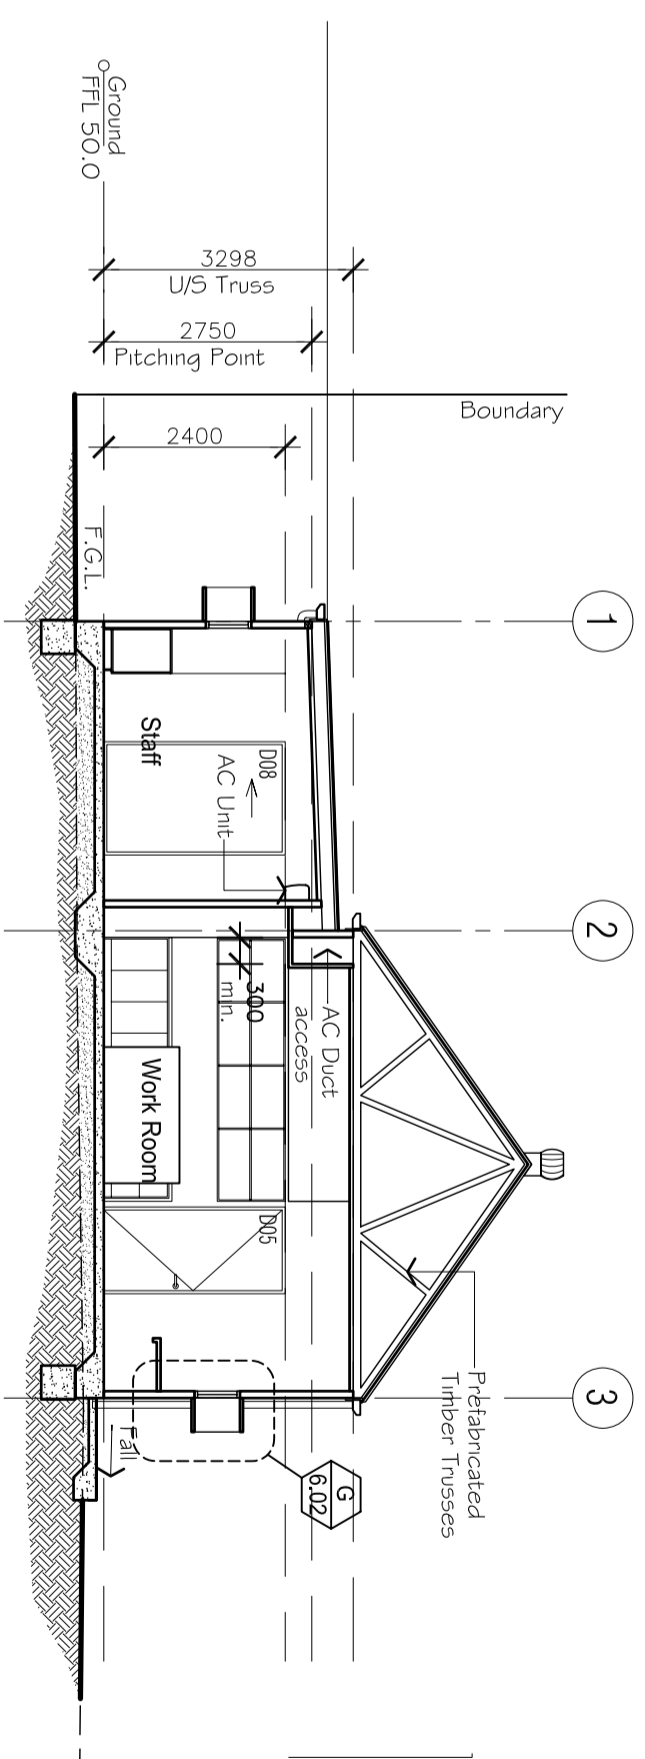 Ground
FFL 50.0
3298
U/S Truss
2750
Pitching Point
2400
Boundary
F.G.L.
1
2
3
Staff
D08
AC Unit
300
min.
AC Duct
access
Work Room
D05
Prefabricated
Timber Trusses
G
6.02
Fall